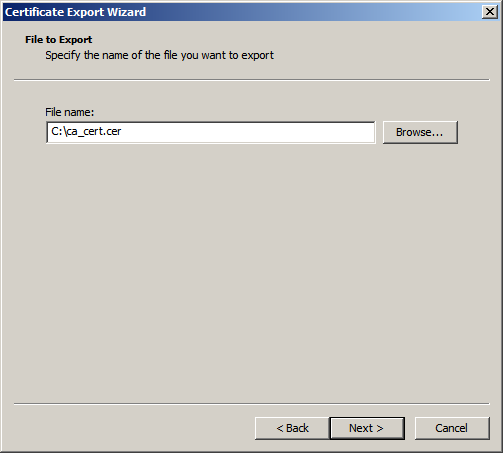 Certificate Export Wizard
File to Export
Specify the name of the file you want to export
File name:
C:\ca_cert.cer
Browse...
< Back
Next >
Cancel